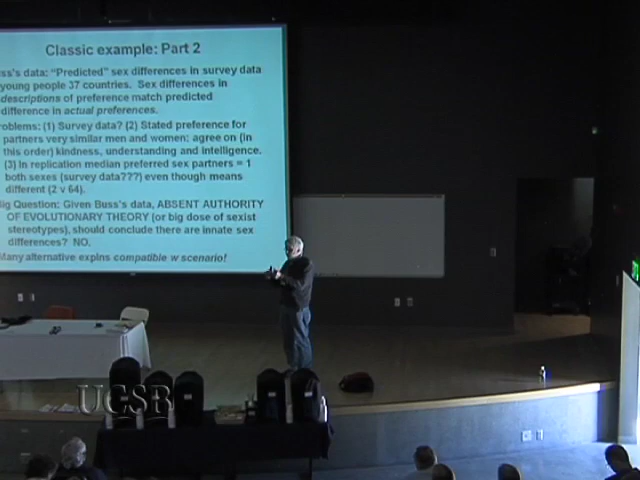 Classic example: Part 2
data: "Predicted" sex differences in survey data
young people 37 countries. Sex differences in
descriptions of preference match predicted
difference in actual preferences.
(1) Survey data? (2) Stated preference for
partners very similar men and women; agree on (in
this order) kindness, understanding and intelligence.
(3) In replication median preferred sex partners = 1
both sexes (survey data???) even though means
different (2 v 64).
Big Question: Given Buss's data, ABSENT AUTHORITY
OF EVOLUTIONARY THEORY (or big dose of sexist
stereotypes), should conclude there are innate sex
differences? NO.
Many alternative explns compatible w scenario!
UCSB